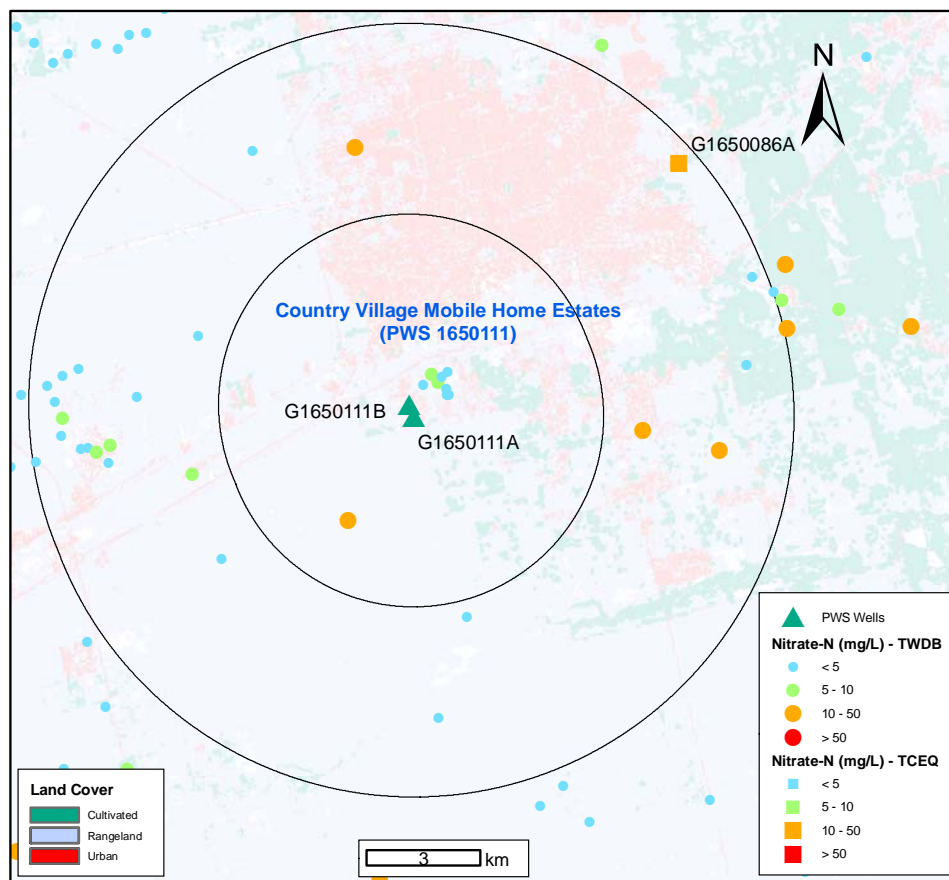 N
G1650086A
Country Village Mobile Home Estates
(PWS 1650111)
G1650111B
G1650111A
PWS Wells
Nitrate-N (mg/L) - TWDB
< 5
5 - 10
10 - 50
> 50
Nitrate-N (mg/L) - TCEQ
< 5
5 - 10
10 - 50
> 50
Land Cover
Cultivated
Rangeland
Urban
3 km